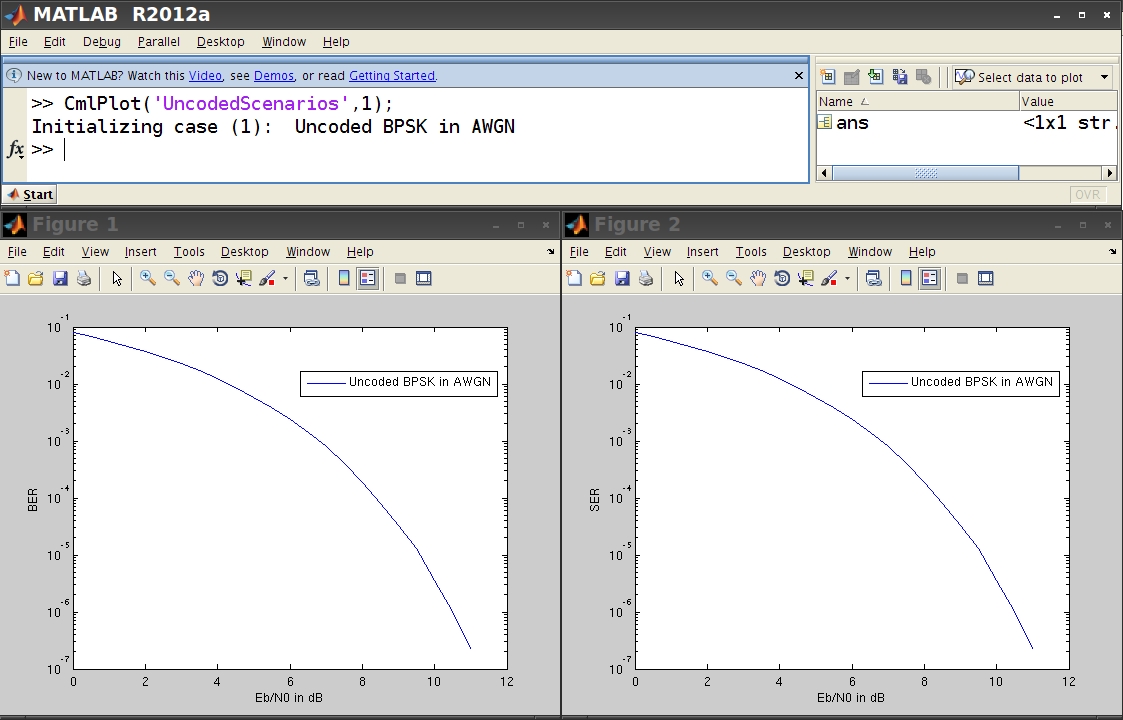 MATLAB R2012a
File Edit Debug Parallel Desktop Window Help
New to MATLAB? Watch this Video, see Demos, or read Getting Started.
>> CmlPlot('UncodedScenarios',1);
Initializing case (1):  Uncoded BPSK in AWGN
fx >>
Select data to plot
Name Value
ans <1x1 str.
Start
OVR
Figure 1
File Edit View Insert Tools Desktop Window Help
10^-1
10^-2
10^-3
10^-4
10^-5
10^-6
10^-7
BER
Uncoded BPSK in AWGN
0 2 4 6 8 10 12
Eb/N0 in dB
Figure 2
File Edit View Insert Tools Desktop Window Help
10^-1
10^-2
10^-3
10^-4
10^-5
10^-6
10^-7
SER
Uncoded BPSK in AWGN
0 2 4 6 8 10 12
Eb/N0 in dB